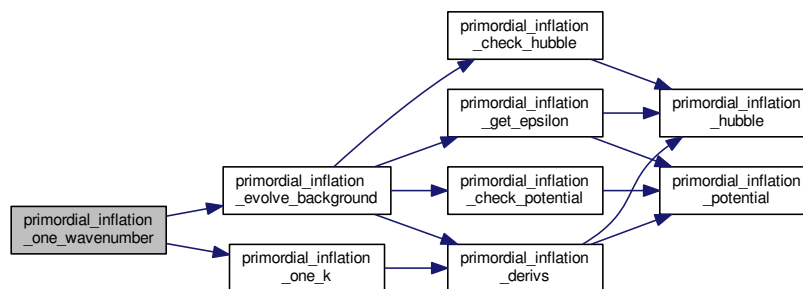 primordial_inflation
_one_wavenumber
primordial_inflation
_evolve_background
primordial_inflation
_one_k
primordial_inflation
_check_hubble
primordial_inflation
_get_epsilon
primordial_inflation
_check_potential
primordial_inflation
_derivs
primordial_inflation
_hubble
primordial_inflation
_potential